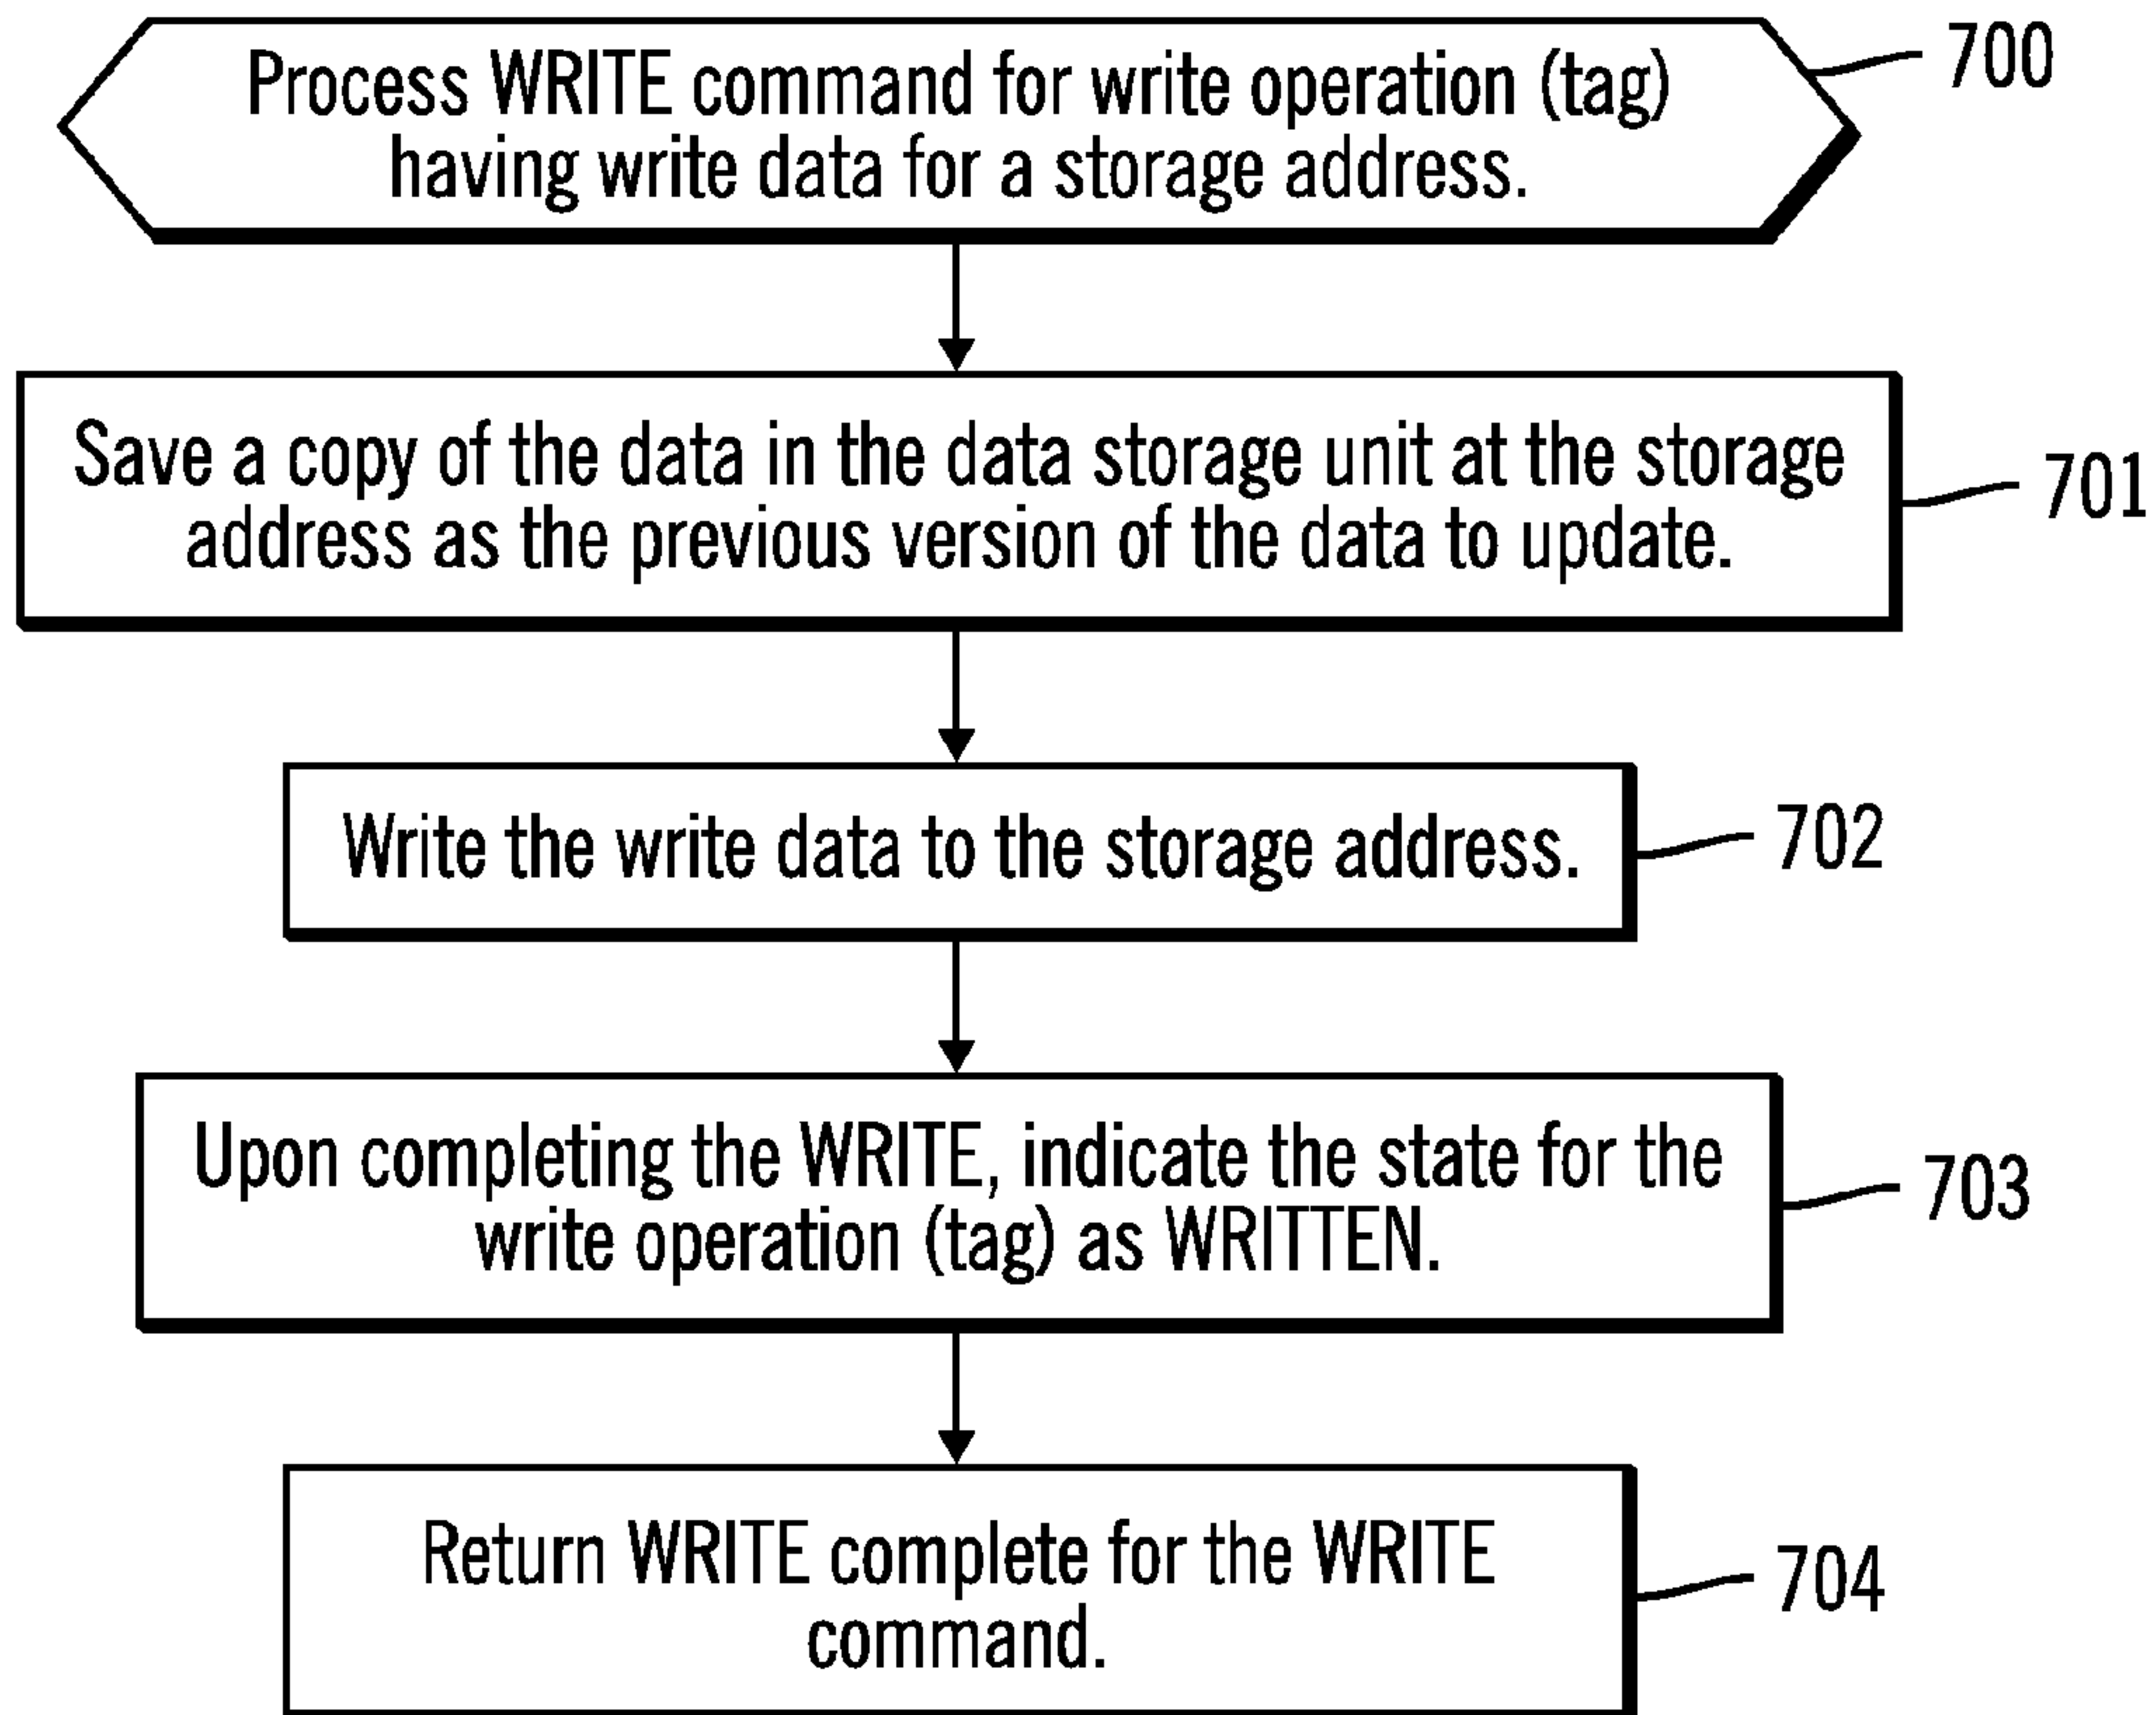 Process WRITE command for write operation (tag)
having write data for a storage address.
700
Save a copy of the data in the data storage unit at the storage
address as the previous version of the data to update.
701
Write the write data to the storage address.
702
Upon completing the WRITE, indicate the state for the
write operation (tag) as WRITTEN.
703
Return WRITE complete for the WRITE
command.
704